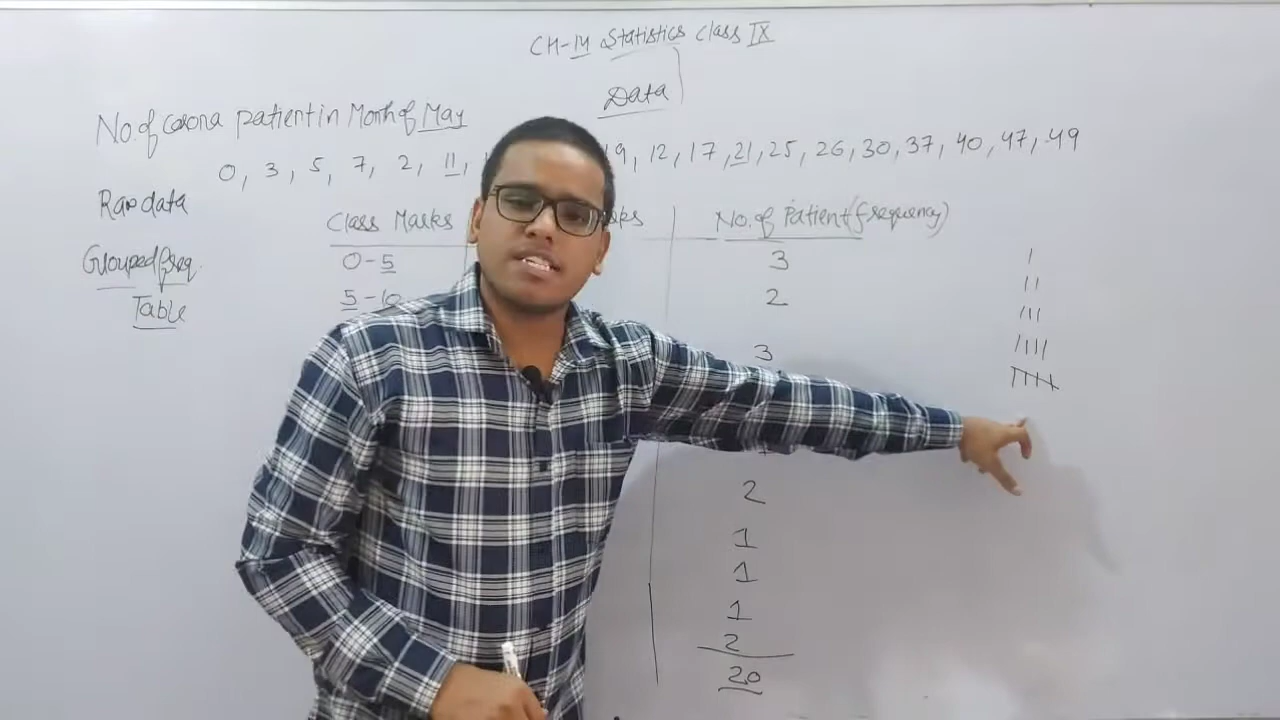 CH-14 Statistics Class IX
Data
No. of corona patient in Month of May
0, 3, 5, 7, 2, 11, 19, 12, 17, 21, 25, 26, 30, 37, 40, 47, 49
Raw data
Grouped freq.
Table
Class Marks
No. of Patient (frequency)
0-5 3
5-10 2
3
2
1
1
1
2
20